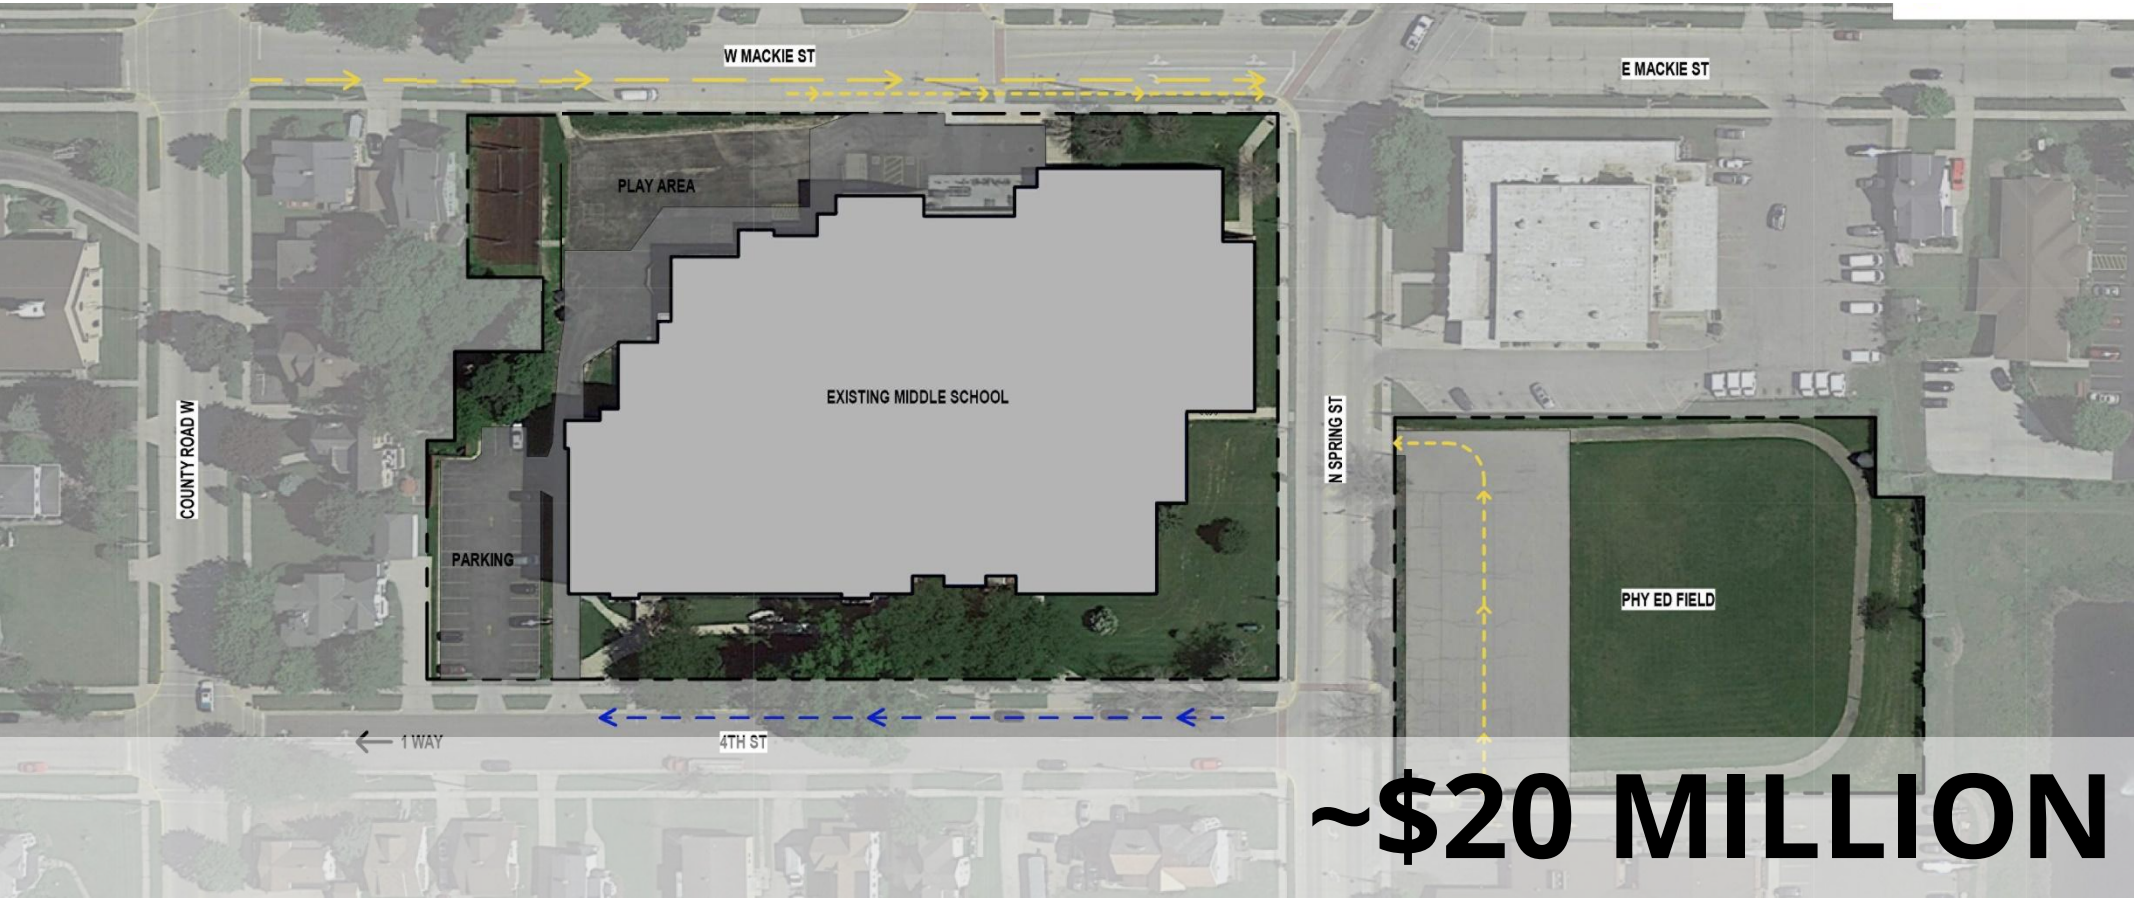 W MACKIE ST
E MACKIE ST
PLAY AREA
EXISTING MIDDLE SCHOOL
COUNTY ROAD W
N SPRING ST
PARKING
PHY ED FIELD
1 WAY
4TH ST
~$20 MILLION